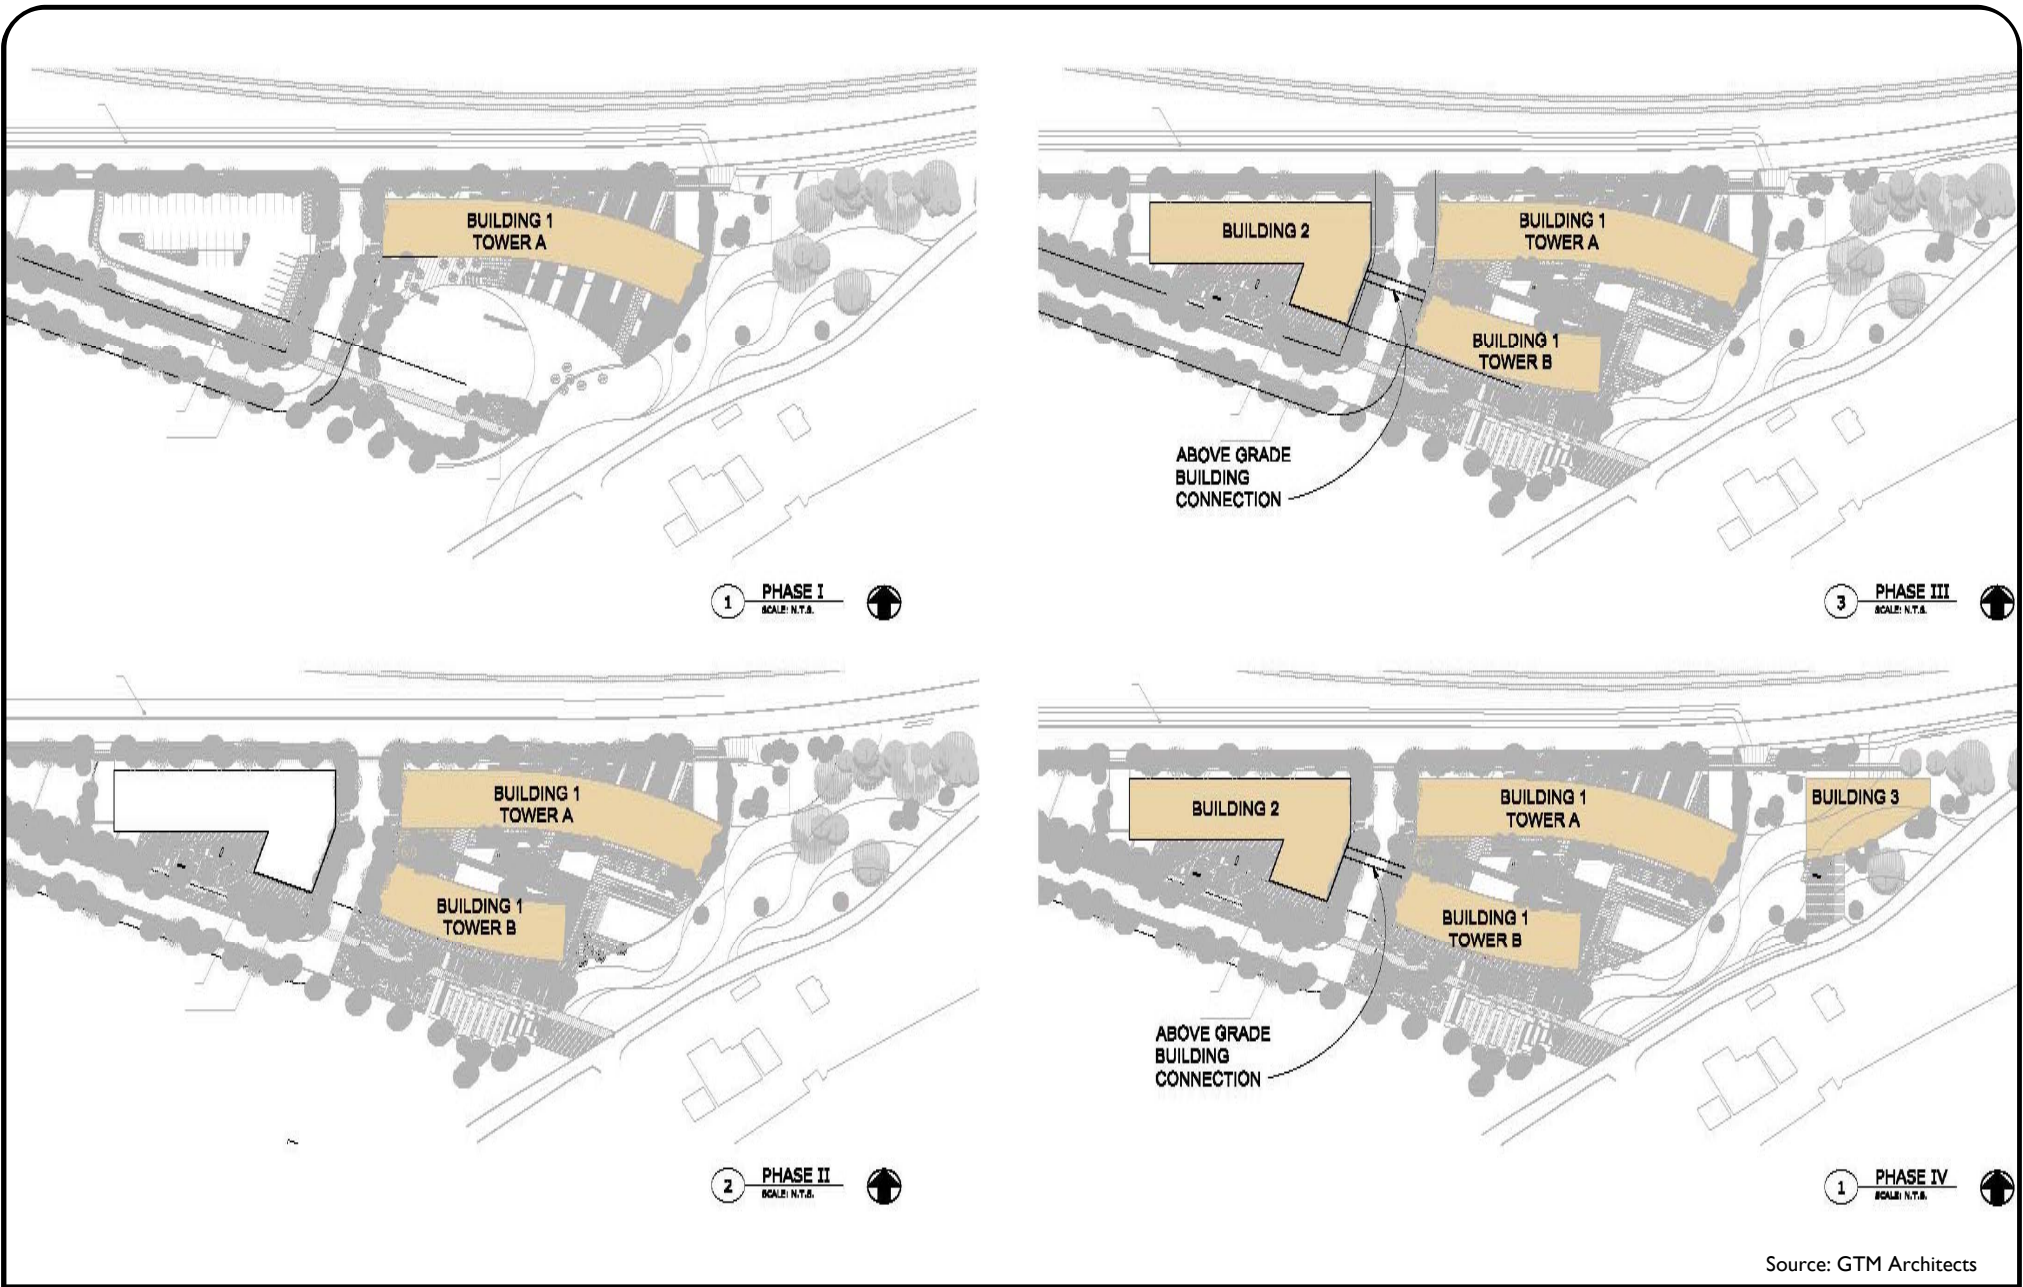 BUILDING 1
TOWER A
1
PHASE I
SCALE: N.T.S.
BUILDING 2
BUILDING 1
TOWER A
BUILDING 1
TOWER B
ABOVE GRADE
BUILDING
CONNECTION
3
PHASE III
SCALE: N.T.S.
BUILDING 1
TOWER A
BUILDING 1
TOWER B
2
PHASE II
SCALE: N.T.S.
BUILDING 2
BUILDING 1
TOWER A
BUILDING 3
BUILDING 1
TOWER B
ABOVE GRADE
BUILDING
CONNECTION
1
PHASE IV
SCALE: N.T.S.
Source: GTM Architects